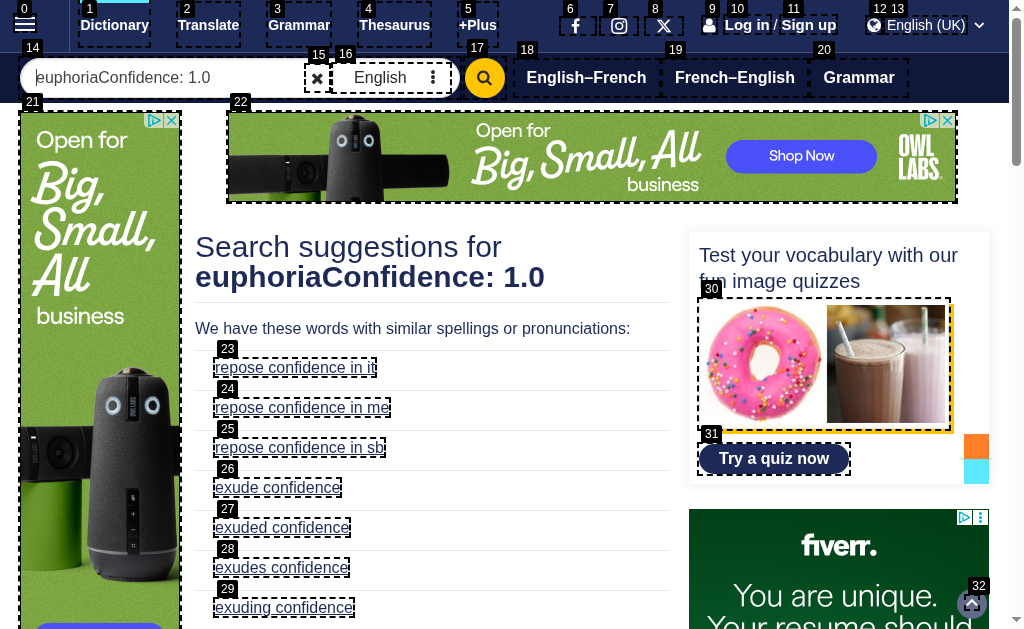 0 1 2 3 4 5 6 7 8 9 10 11 12 13
Dictionary Translate Grammar Thesaurus +Plus Log in / Sign up English (UK)
14 15 16 17 18 19 20
euphoriaConfidence: 1.0 English English–French French–English Grammar
21 22
Open for
Big,
Small,
All
business
Open for
Big, Small, All
business
Shop Now
OWL
LABS
Search suggestions for
euphoriaConfidence: 1.0
We have these words with similar spellings or pronunciations:
23
repose confidence in it
24
repose confidence in me
25
repose confidence in sb
26
exude confidence
27
exuded confidence
28
exudes confidence
29
exuding confidence
Test your vocabulary with our
fun image quizzes
30
31
Try a quiz now
fiverr.
32
You are unique.
Your resume should